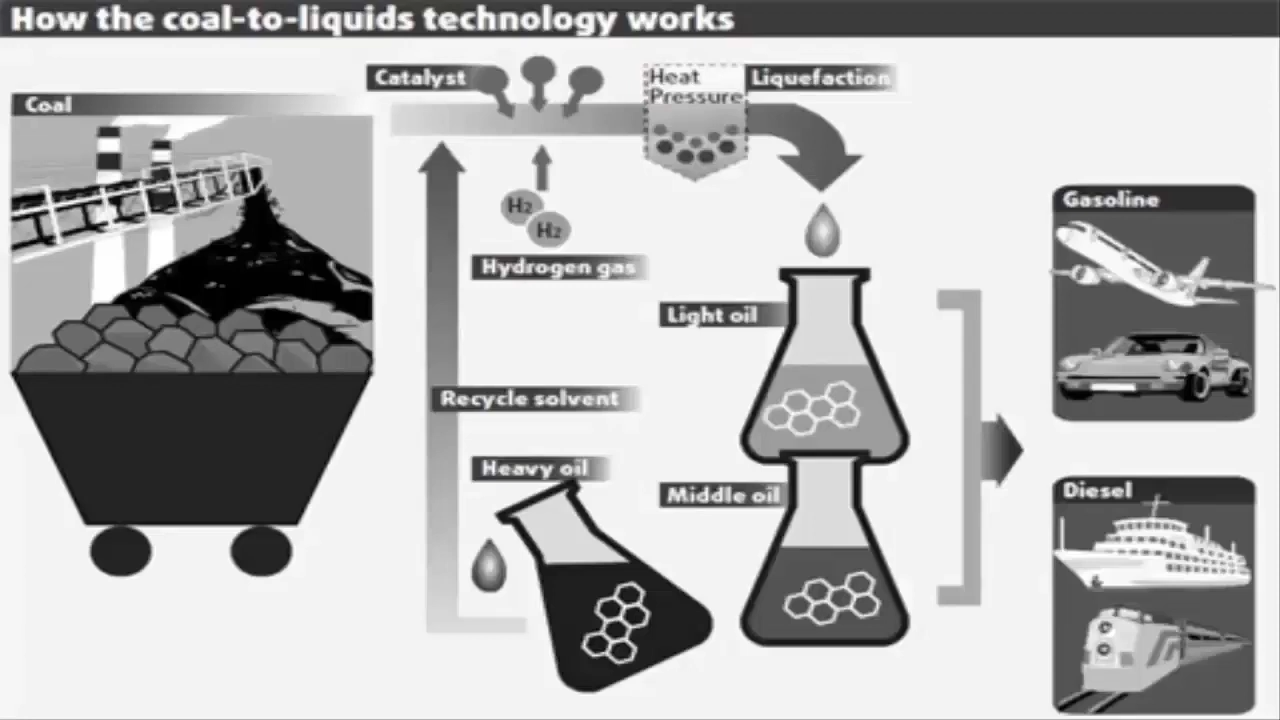 How the coal-to-liquids technology works
Coal
Catalyst
Heat
Pressure
Liquefaction
H2
H2
Hydrogen gas
Light oil
Recycle solvent
Heavy oil
Middle oil
Gasoline
Diesel